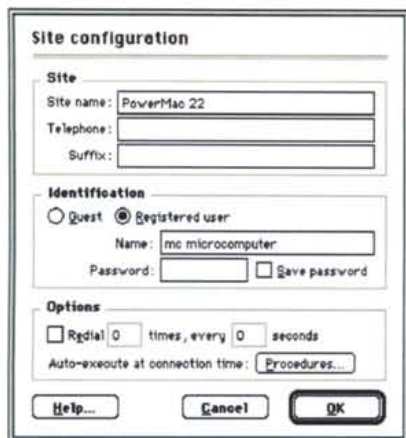 Site configuration
Site
Site name: PowerMac 22
Telephone:
Suffix:
Identification
Guest Registered user
Name: mc microcomputer
Password: Save password
Options
Redial 0 times, every 0 seconds
Auto-execute at connection time: Procedures...
Help... Cancel OK